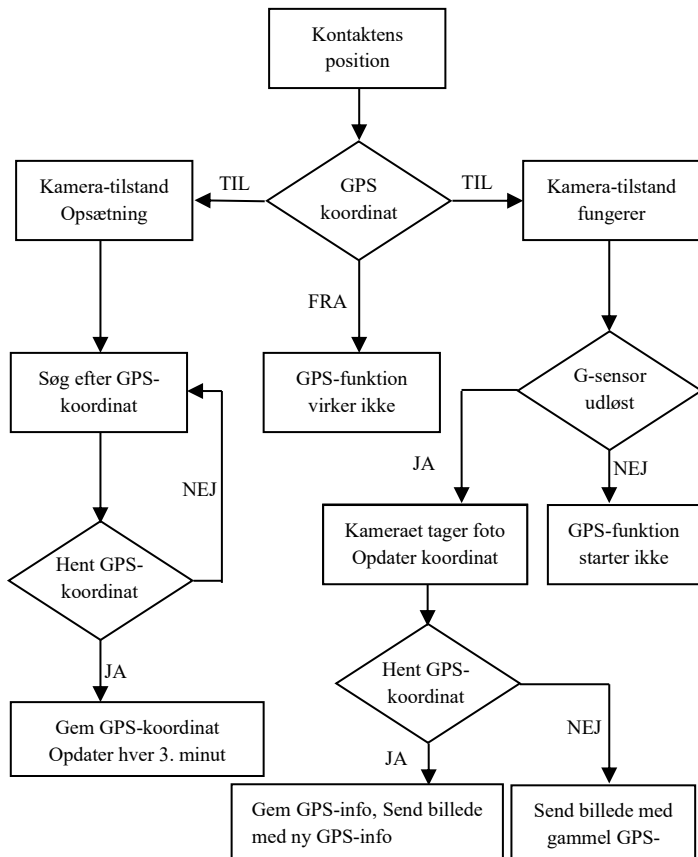 Kontaktens
position
Kamera-tilstand
Opsætning
TIL
GPS
koordinat
TIL
Kamera-tilstand
fungerer
FRA
Søg efter GPS-
koordinat
GPS-funktion
virker ikke
G-sensor
udløst
NEJ
JA
NEJ
Hent GPS-
koordinat
Kameraet tager foto
Opdater koordinat
GPS-funktion
starter ikke
JA
Hent GPS-
koordinat
Gem GPS-koordinat
Opdater hver 3. minut
JA
NEJ
Gem GPS-info, Send billede
med ny GPS-info
Send billede med
gammel GPS-